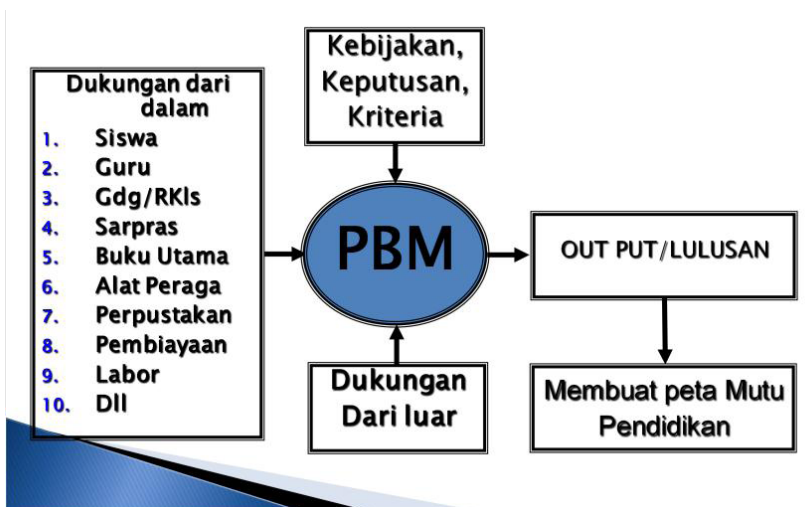 Dukungan dari
dalam
1. Siswa
2. Guru
3. Gdg/RKls
4. Sarpras
5. Buku Utama
6. Alat Peraga
7. Perpustakan
8. Pembiayaan
9. Labor
10. Dll
Kebijakan,
Keputusan,
Kriteria
PBM
Dukungan
Dari luar
OUT PUT/LULUSAN
Membuat peta Mutu
Pendidikan